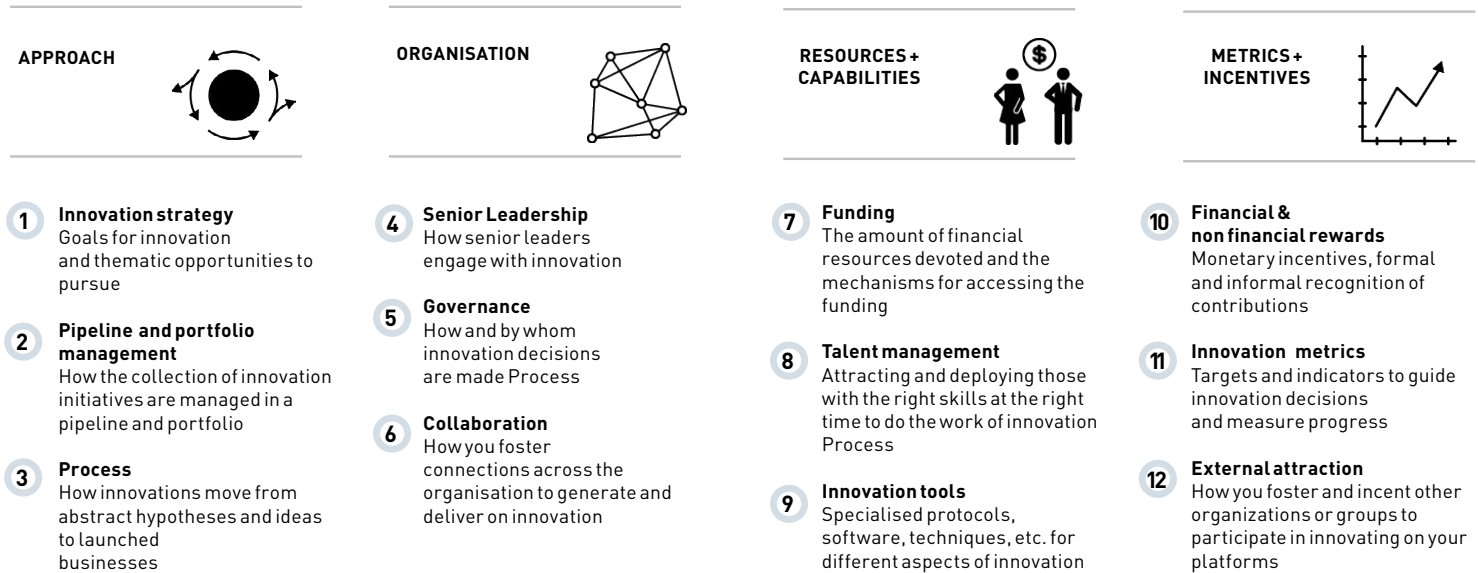 APPROACH
1
Innovation strategy
Goals for innovation
and thematic opportunities to
pursue
2
Pipeline and portfolio
management
How the collection of innovation
initiatives are managed in a
pipeline and portfolio
3
Process
How innovations move from
abstract hypotheses and ideas
to launched
businesses
ORGANISATION
4
Senior Leadership
How senior leaders
engage with innovation
5
Governance
How and by whom
innovation decisions
are made Process
6
Collaboration
How you foster
connections across the
organisation to generate and
deliver on innovation
RESOURCES +
CAPABILITIES
$
7
Funding
The amount of financial
resources devoted and the
mechanisms for accessing the
funding
8
Talent management
Attracting and deploying those
with the right skills at the right
time to do the work of innovation
Process
9
Innovation tools
Specialised protocols,
software, techniques, etc. for
different aspects of innovation
METRICS +
INCENTIVES
10
Financial &
non financial rewards
Monetary incentives, formal
and informal recognition of
contributions
11
Innovation metrics
Targets and indicators to guide
innovation decisions
and measure progress
12
External attraction
How you foster and incent other
organizations or groups to
participate in innovating on your
platforms